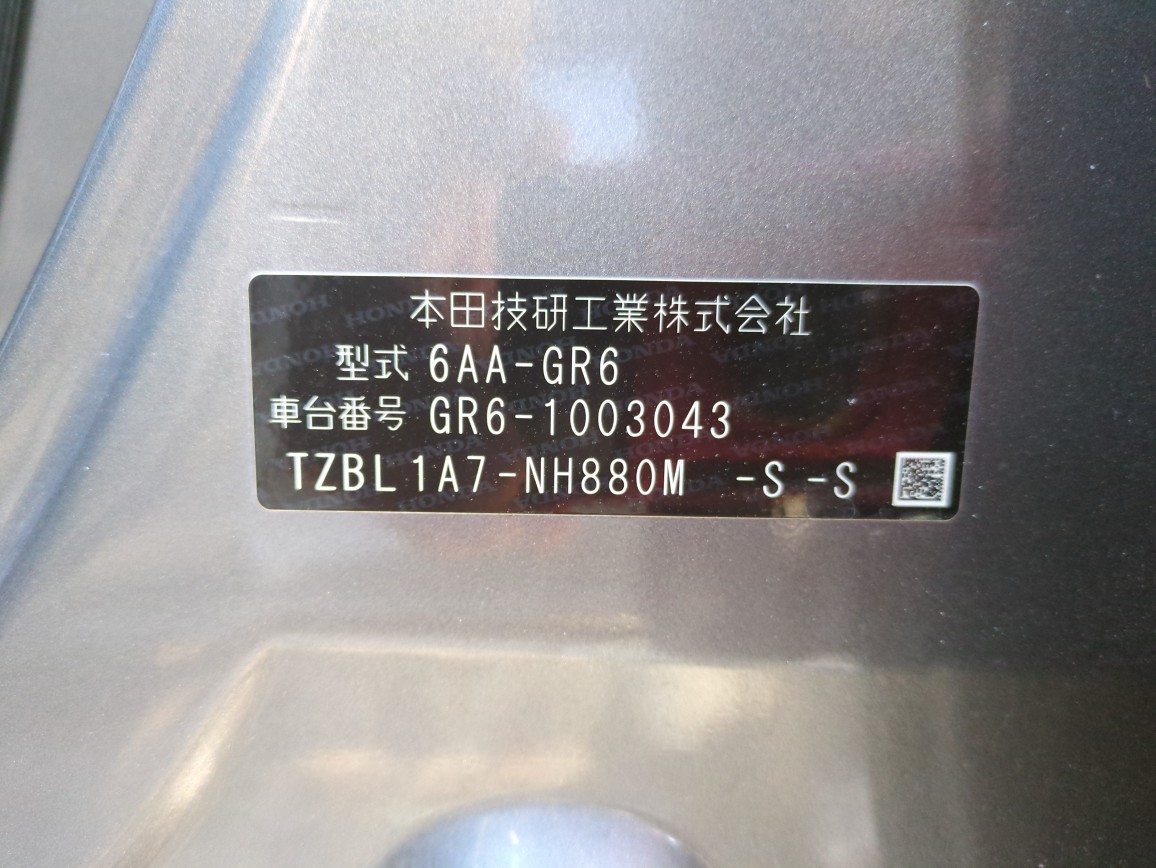 本田技研工業株式会社
型式 6AA-GR6
車台番号 GR6-1003043
TZBL1A7-NH880M -S -S